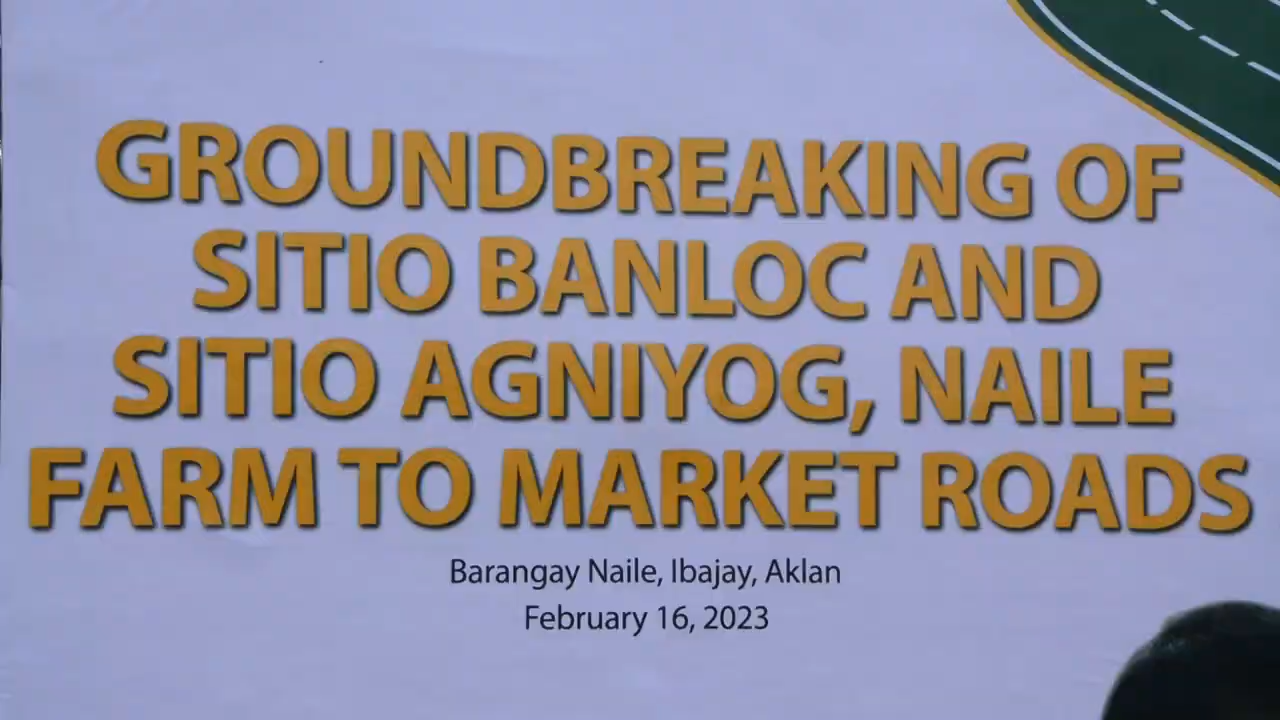 GROUNDBREAKING OF
SITIO BANLOC AND
SITIO AGNIYOG, NAILE
FARM TO MARKET ROADS
Barangay Naile, Ibajay, Aklan
February 16, 2023